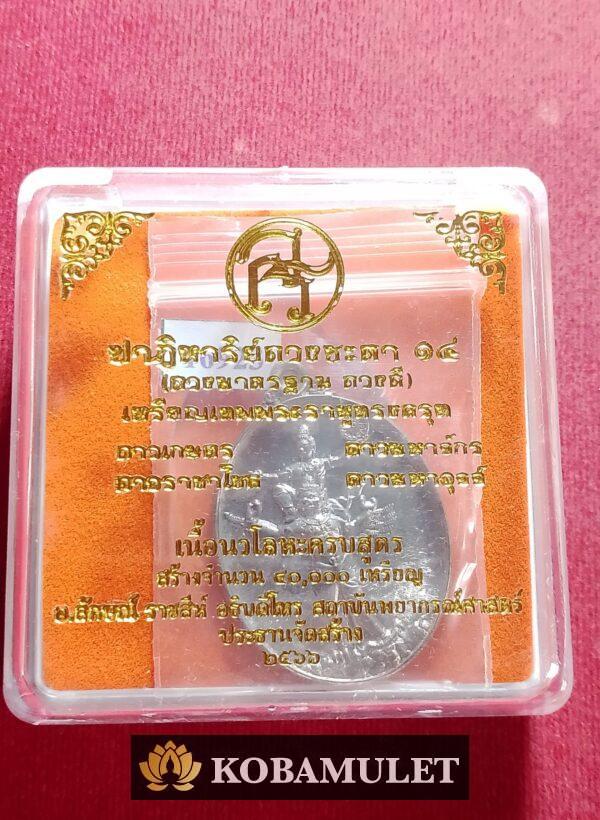 ปาฏิหาริย์ดวงชะตา ๑๔
(ดวงมาตรฐาน ดวงดี)
เหรียญเทพพระราหูทรงครุฑ
ดาวเกษตร ดาวมหาจักร
ดาวราชาโชค ดาวมหาอุจจ์
เนื้อนวโลหะครบสูตร
สร้างจำนวน ๔๐,๐๐๐ เหรียญ
อ.ลักษณ์ ราชสีห์ อธิบดีโหร สถาบันพยากรณ์ศาสตร์
ประธานจัดสร้าง
๒๕๖๖
KOBAMULET